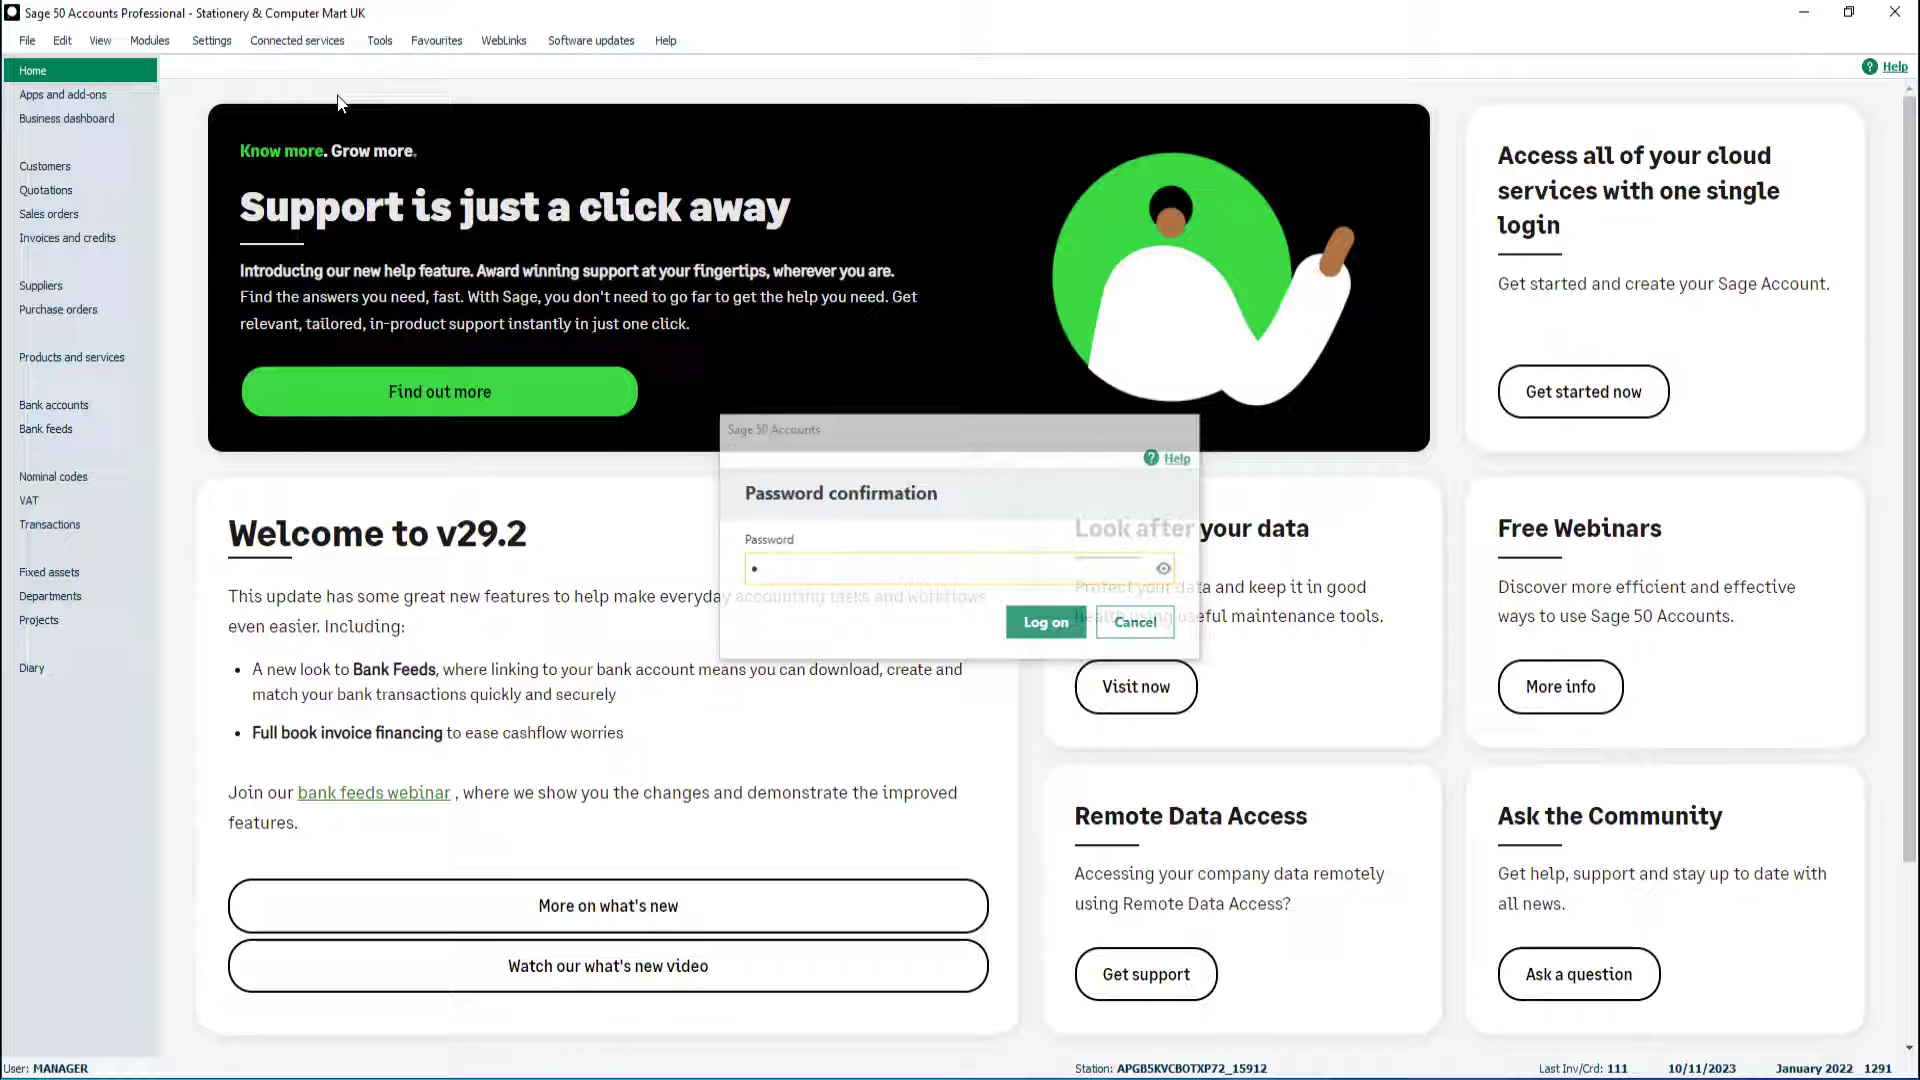 Sage 50 Accounts Professional - Stationery & Computer Mart UK
File Edit View Modules Settings Connected services Tools Favourites WebLinks Software updates Help
Home
Help
Apps and add-ons
Business dashboard
Customers
Quotations
Sales orders
Invoices and credits
Suppliers
Purchase orders
Products and services
Bank accounts
Bank feeds
Nominal codes
VAT
Transactions
Fixed assets
Departments
Projects
Diary
Know more. Grow more.
Support is just a click away
Introducing our new help feature. Award winning support at your fingertips, wherever you are.
Find the answers you need, fast. With Sage, you don't need to go far to get the help you need. Get
relevant, tailored, in-product support instantly in just one click.
Find out more
Access all of your cloud
services with one single
login
Get started and create your Sage Account.
Get started now
Sage 50 Accounts
Help
Password confirmation
Password
Log on
Cancel
Welcome to v29.2
This update has some great new features to help make everyday accounting tasks and workflows
even easier. Including:
• A new look to Bank Feeds, where linking to your bank account means you can download, create and
match your bank transactions quickly and securely
• Full book invoice financing to ease cashflow worries
Join our bank feeds webinar , where we show you the changes and demonstrate the improved
features.
More on what's new
Watch our what's new video
Look after your data
Protect your data and keep it in good
health using useful maintenance tools.
Visit now
Free Webinars
Discover more efficient and effective
ways to use Sage 50 Accounts.
More info
Remote Data Access
Accessing your company data remotely
using Remote Data Access?
Get support
Ask the Community
Get help, support and stay up to date with
all news.
Ask a question
User: MANAGER
Station: APGB5KVCBOTXP72_15912
Last Inv/Crd: 111
10/11/2023
January 2022
1291